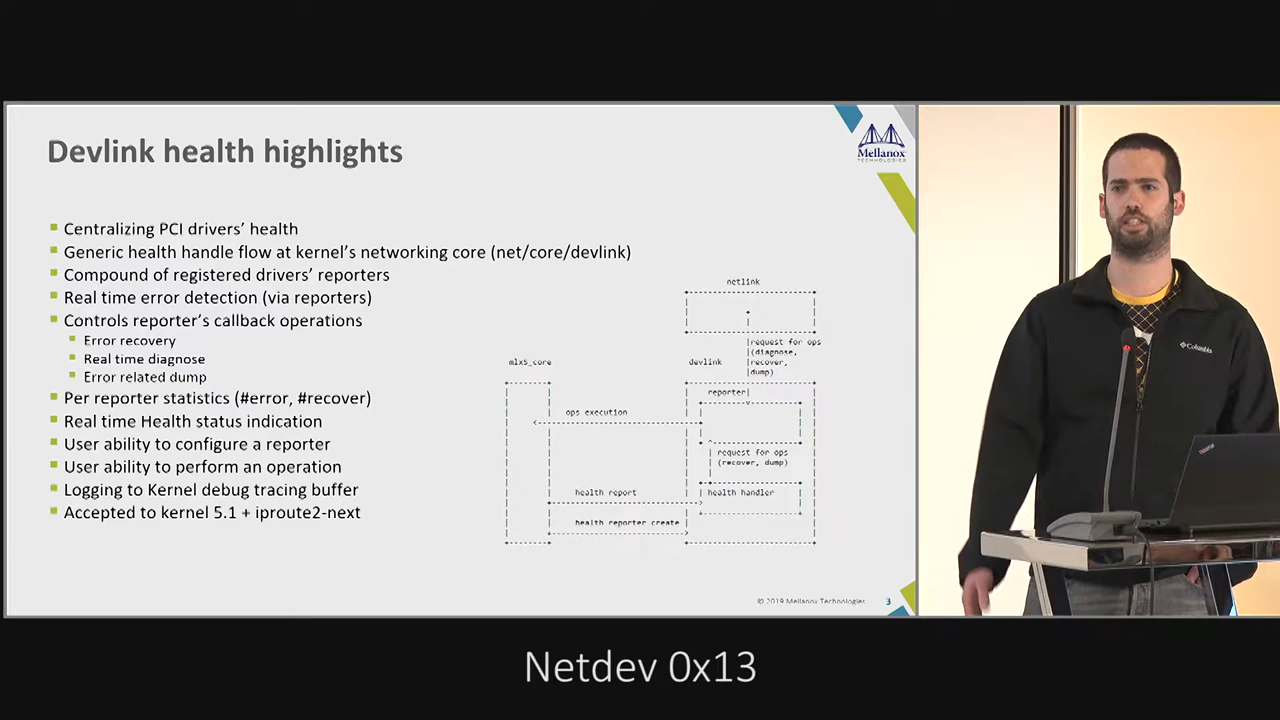 Devlink health highlights
Mellanox
TECHNOLOGIES
Centralizing PCI drivers’ health
Generic health handle flow at kernel’s networking core (net/core/devlink)
Compound of registered drivers’ reporters
Real time error detection (via reporters)
Controls reporter’s callback operations
Error recovery
Real time diagnose
Error related dump
Per reporter statistics (#error, #recover)
Real time Health status indication
User ability to configure a reporter
User ability to perform an operation
Logging to Kernel debug tracing buffer
Accepted to kernel 5.1 + iproute2-next
netlink
request for ops
(diagnose,
recover,
dump)
mlx5_core
devlink
reporter
ops execution
request for ops
(recover, dump)
health report
health handler
health reporter create
© 2019 Mellanox Technologies
3
Columbia
ThinkPad
Netdev 0x13